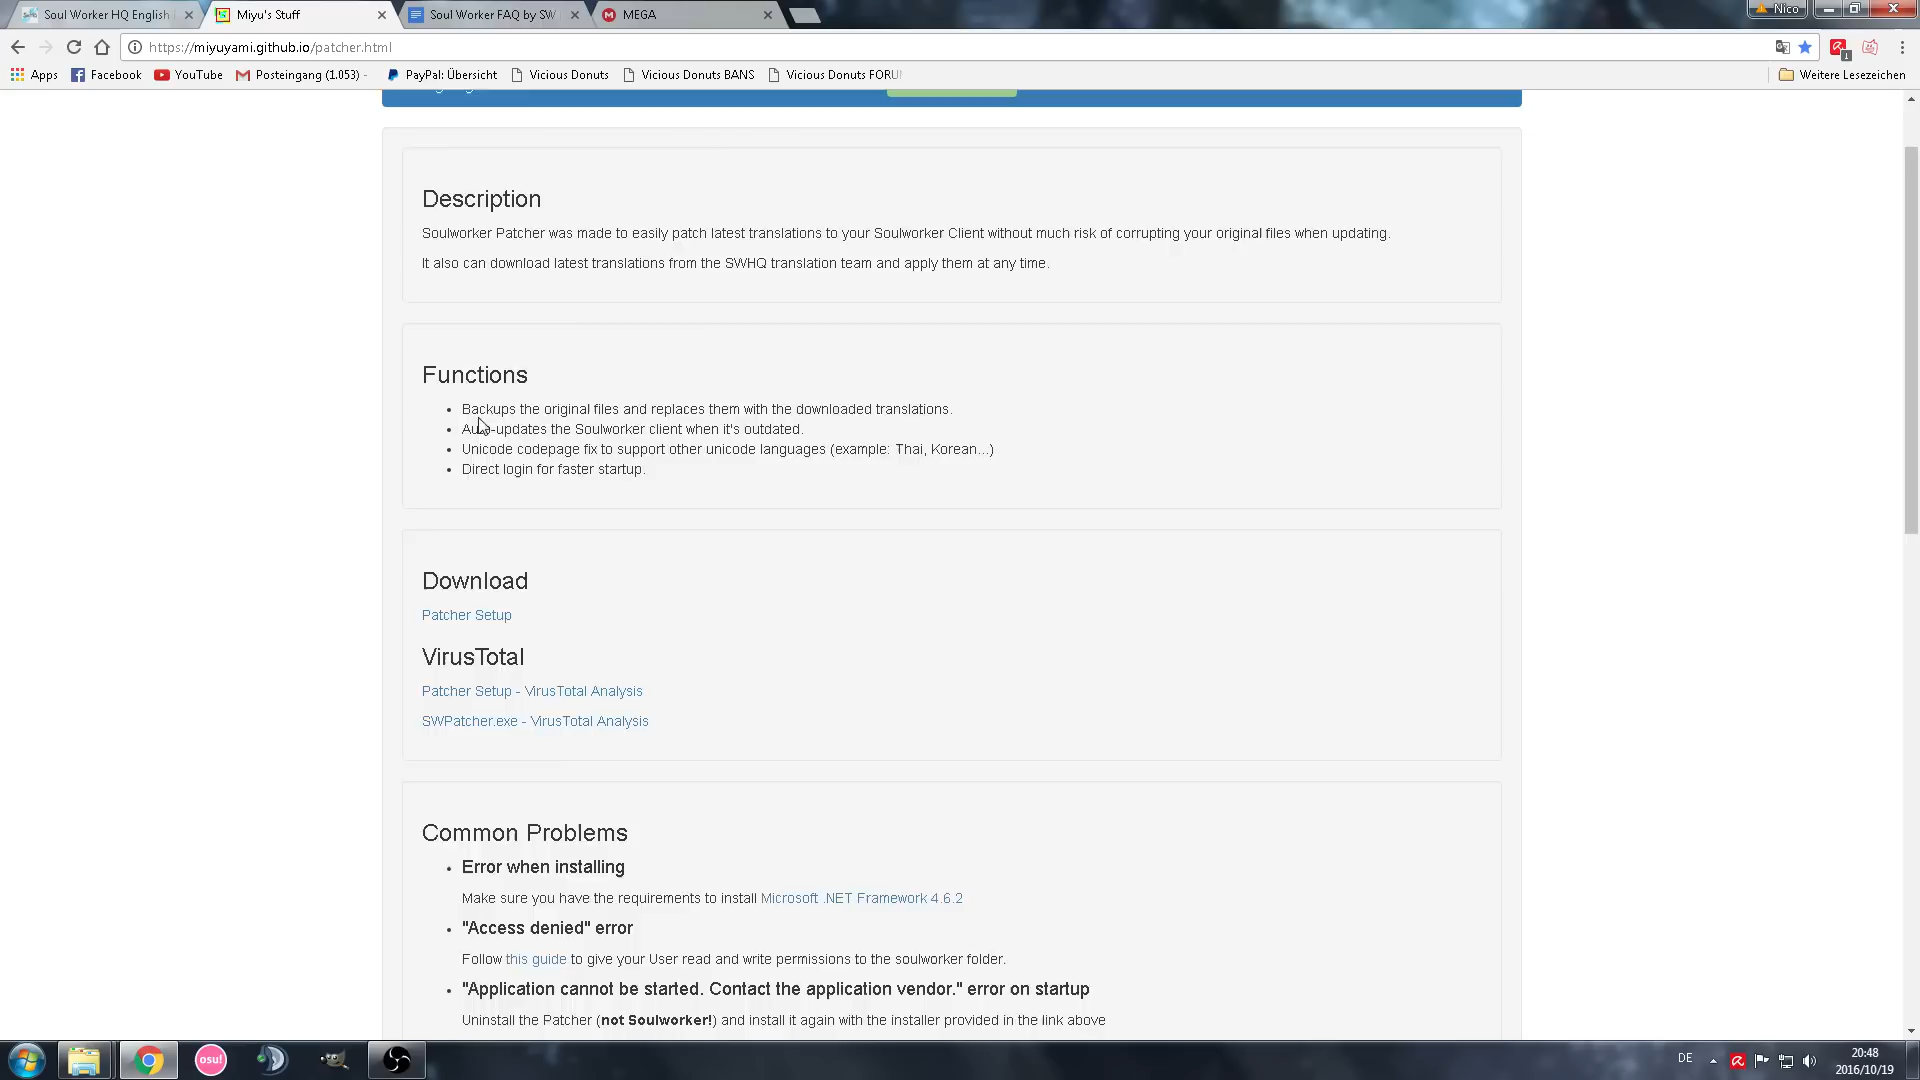 Soul Worker HQ English
Miyu's Stuff
Soul Worker FAQ by SW
MEGA
Nico
https://miyuyami.github.io/patcher.html
Apps
Facebook
YouTube
Posteingang (1.053) -
PayPal: Übersicht
Vicious Donuts
Vicious Donuts BANS
Vicious Donuts FORU
Weitere Lesezeichen
Description
Soulworker Patcher was made to easily patch latest translations to your Soulworker Client without much risk of corrupting your original files when updating.
It also can download latest translations from the SWHQ translation team and apply them at any time.
Functions
Backups the original files and replaces them with the downloaded translations.
Auto-updates the Soulworker client when it's outdated.
Unicode codepage fix to support other unicode languages (example: Thai, Korean...)
Direct login for faster startup.
Download
Patcher Setup
VirusTotal
Patcher Setup - VirusTotal Analysis
SWPatcher.exe - VirusTotal Analysis
Common Problems
Error when installing
Make sure you have the requirements to install Microsoft .NET Framework 4.6.2
"Access denied" error
Follow this guide to give your User read and write permissions to the soulworker folder.
"Application cannot be started. Contact the application vendor." error on startup
Uninstall the Patcher (not Soulworker!) and install it again with the installer provided in the link above
osu!
DE
20:48
2016/10/19